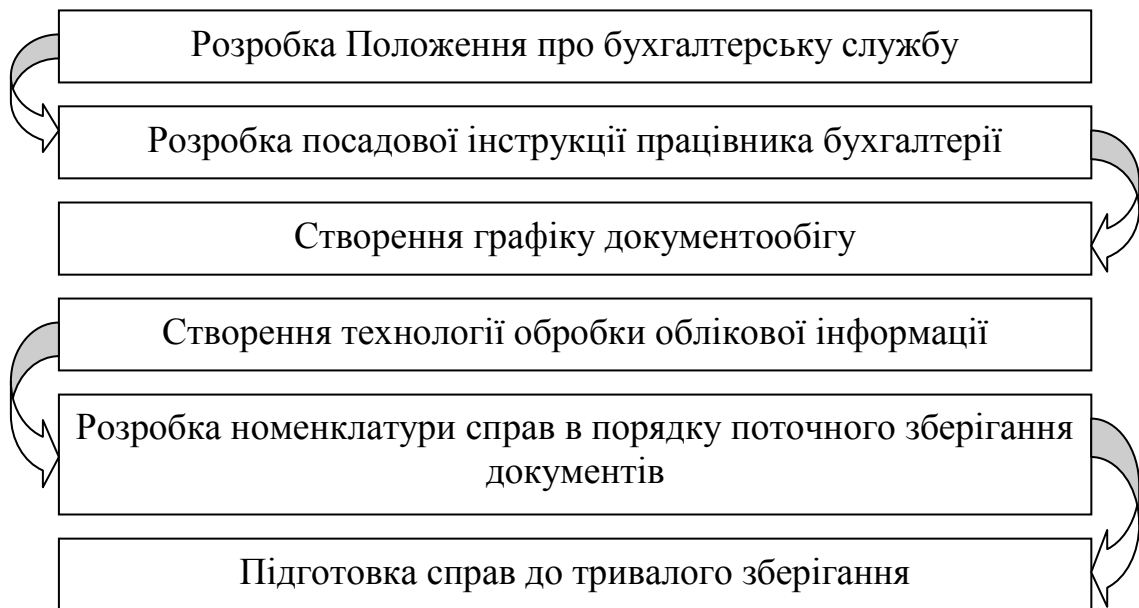 Розробка Положення про бухгалтерську службу
Розробка посадової інструкції працівника бухгалтерії
Створення графіку документообігу
Створення технології обробки облікової інформації
Розробка номенклатури справ в порядку поточного зберігання
документів
Підготовка справ до тривалого зберігання